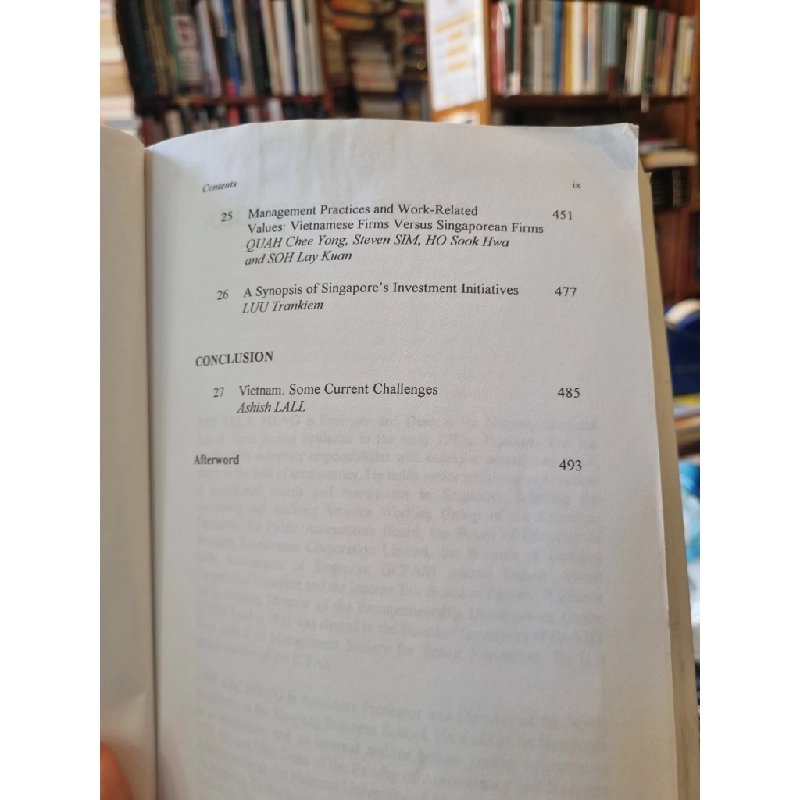 Contents ix
25 Management Practices and Work-Related 451
Values: Vietnamese Firms Versus Singaporean Firms
QUAH Chee Yong, Steven SIM, HO Sook Hwa
and SOH Lay Kuan
26 A Synopsis of Singapore's Investment Initiatives 477
LUU Trankiem
CONCLUSION
27 Vietnam: Some Current Challenges 485
Ashish LALL
Afterword 493